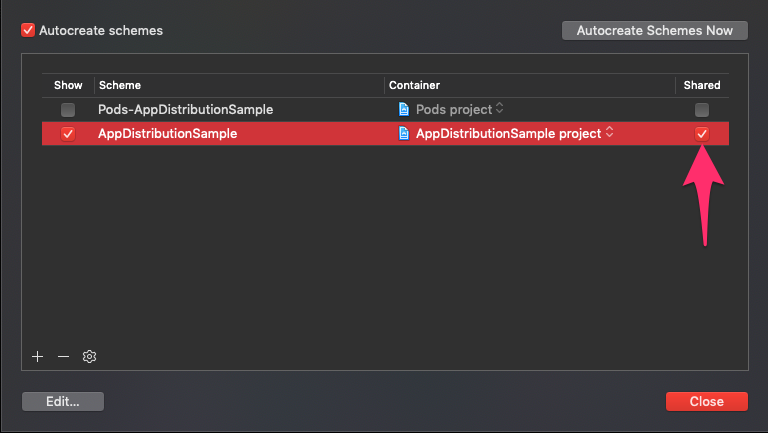 Autocreate schemes
Autocreate Schemes Now
Show Scheme Container Shared
Pods-AppDistributionSample Pods project
AppDistributionSample AppDistributionSample project
Edit...
Close